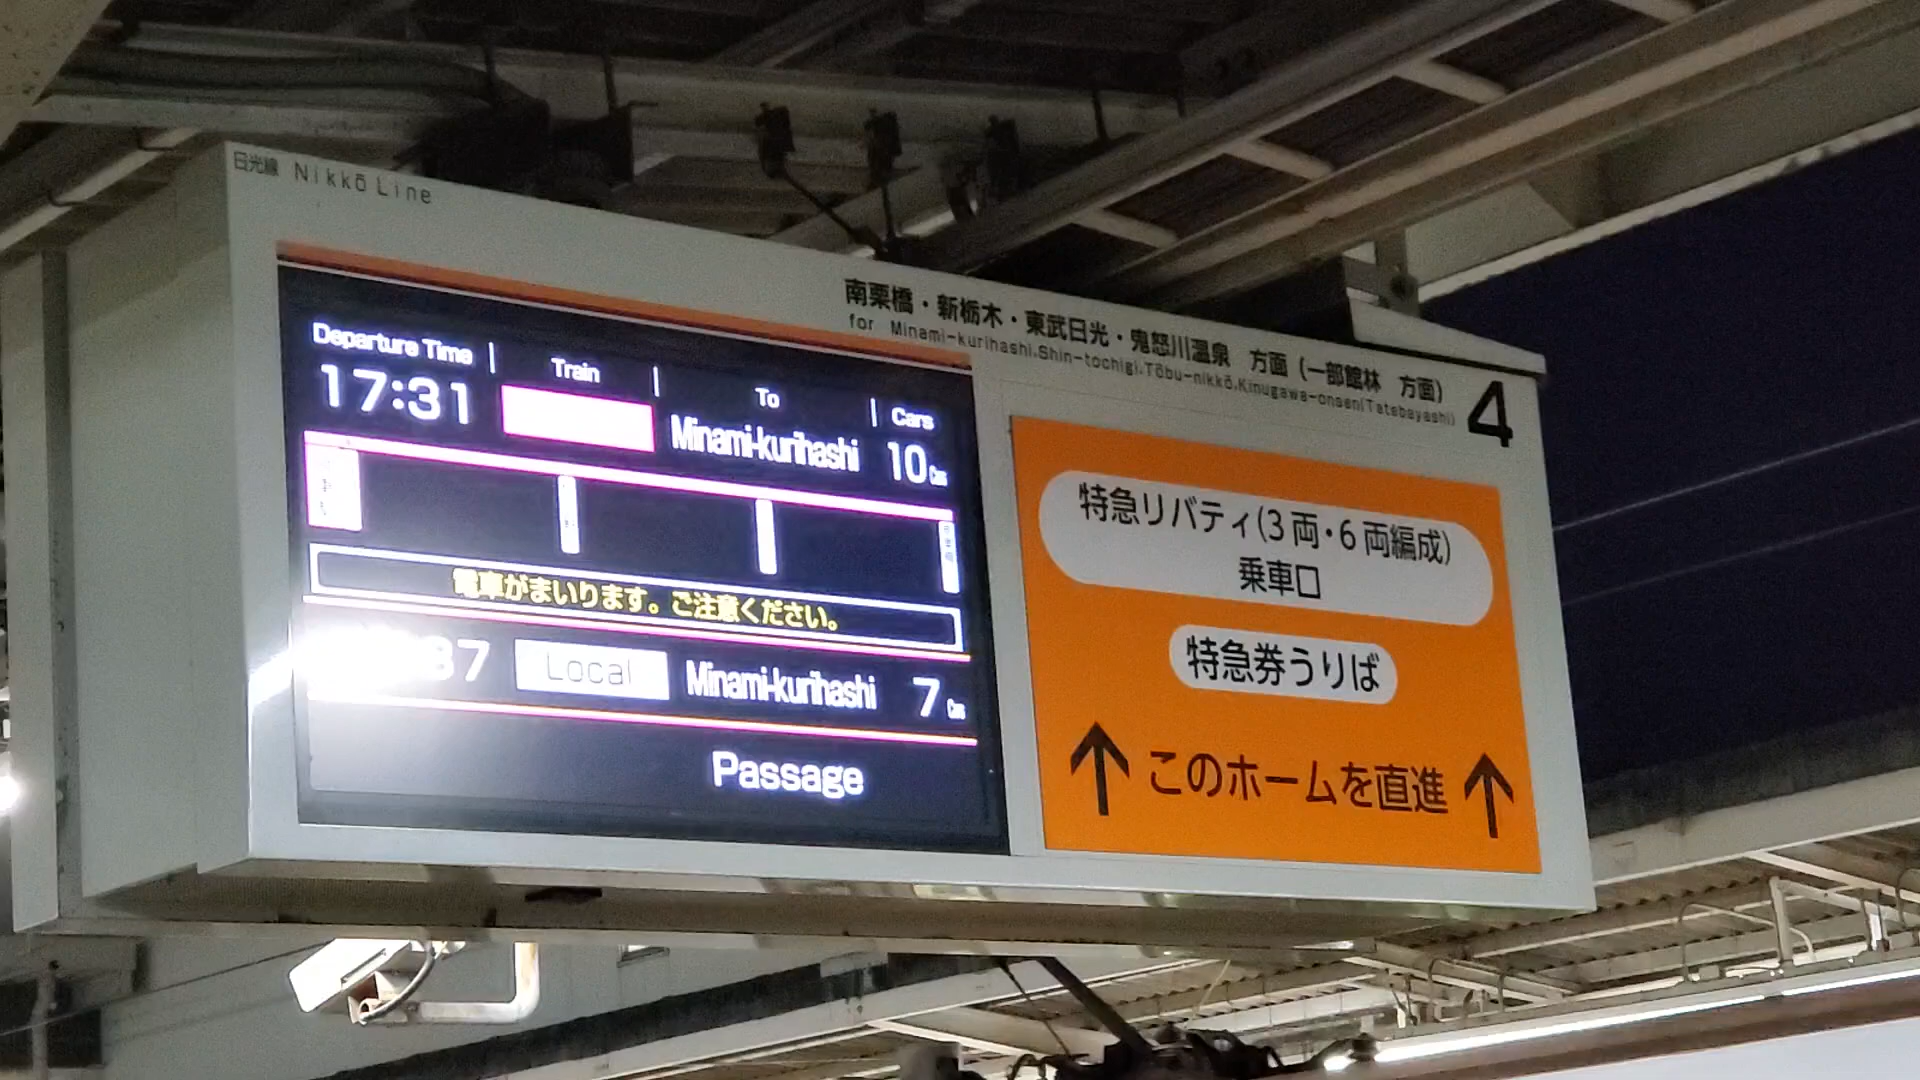 日光線 Nikkō Line
南栗橋・新栃木・東武日光・鬼怒川温泉 方面 (一部館林 方面)
for Minami-kurihashi,Shin-tochigi,Tōbu-nikkō,Kinugawa-onsen(Tatebayashi)
4
Departure Time Train To Cars
17:31 Minami-kurihashi 10 Cars
電車がまいります。ご注意ください。
37 Local Minami-kurihashi 7 Cars
Passage
特急リバティ(3両・6両編成)
乗車口
特急券うりば
↑ このホームを直進 ↑